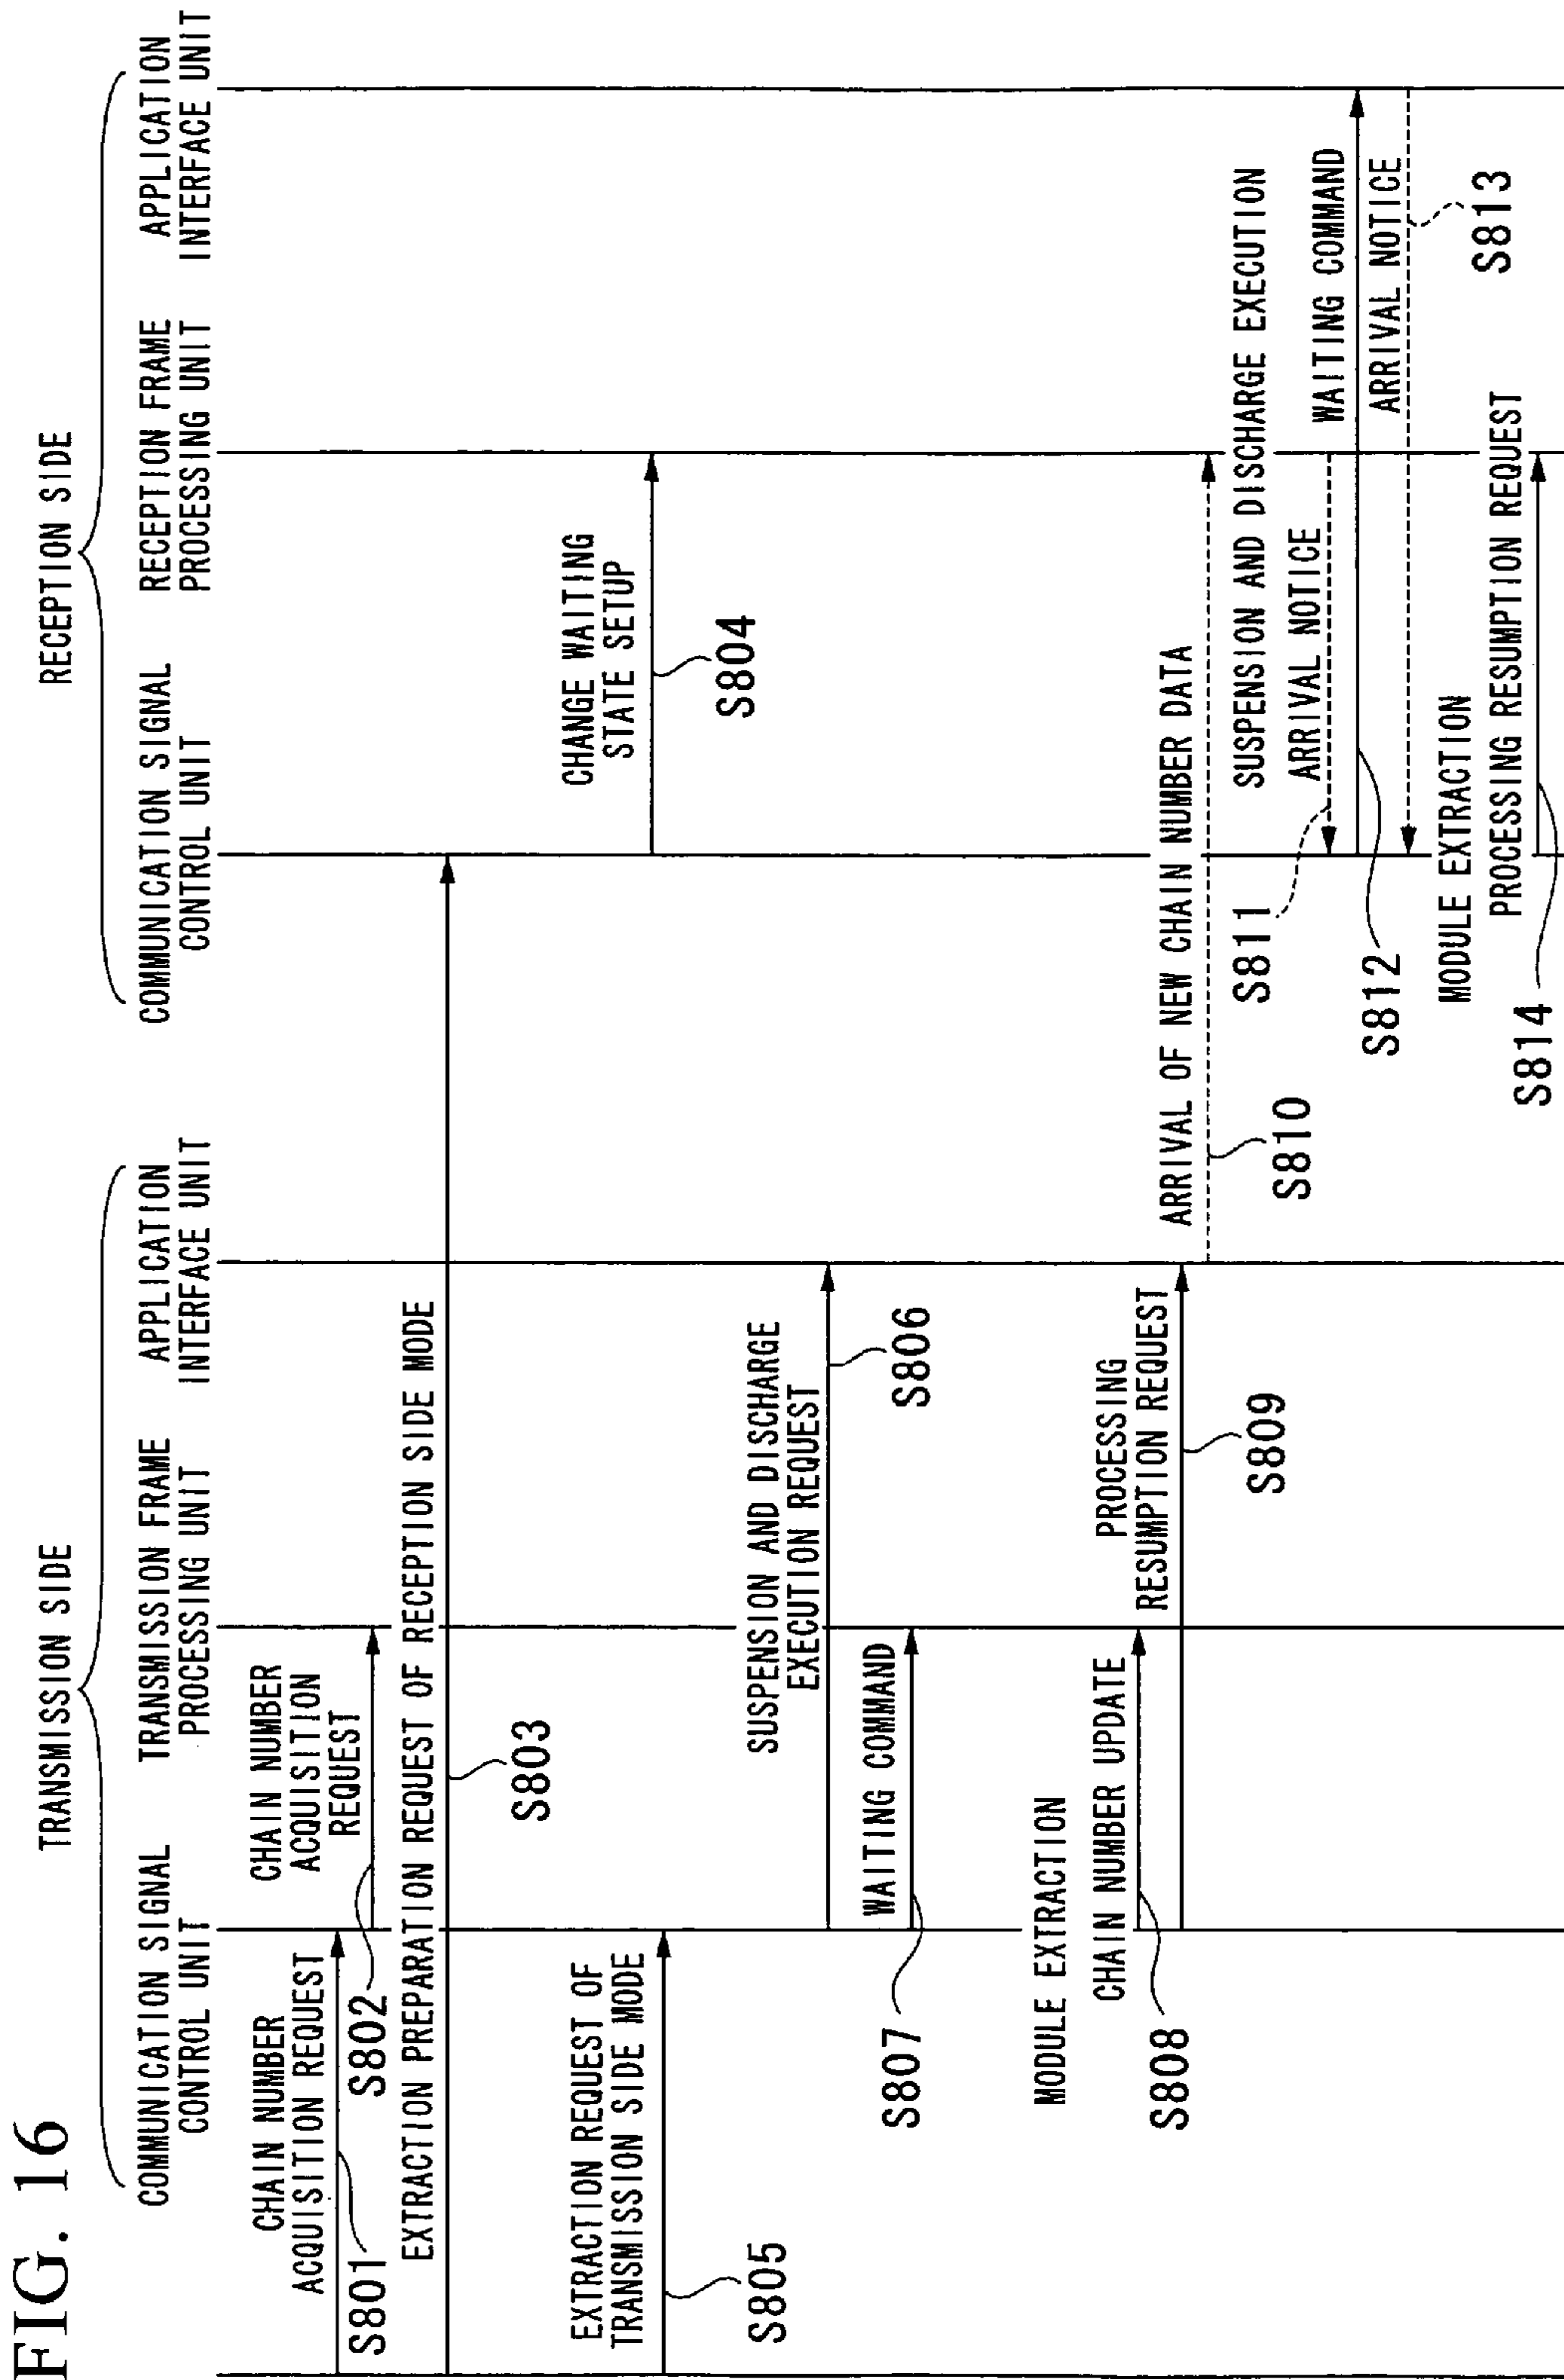 FIG. 16
TRANSMISSION SIDE
RECEPTION SIDE
COMMUNICATION SIGNAL
CONTROL UNIT
TRANSMISSION FRAME
PROCESSING UNIT
APPLICATION
INTERFACE UNIT
COMMUNICATION SIGNAL
CONTROL UNIT
RECEPTION FRAME
PROCESSING UNIT
APPLICATION
INTERFACE UNIT
CHAIN NUMBER
ACQUISITION REQUEST
S801
CHAIN NUMBER
ACQUISITION
REQUEST
S802
EXTRACTION PREPARATION REQUEST OF RECEPTION SIDE MODE
S803
CHANGE WAITING
STATE SETUP
S804
EXTRACTION REQUEST OF
TRANSMISSION SIDE MODE
S805
SUSPENSION AND DISCHARGE
EXECUTION REQUEST
S806
WAITING COMMAND
S807
MODULE EXTRACTION
CHAIN NUMBER UPDATE
S808
PROCESSING
RESUMPTION REQUEST
S809
ARRIVAL OF NEW CHAIN NUMBER DATA
S810
SUSPENSION AND DISCHARGE EXECUTION
ARRIVAL NOTICE
S811
WAITING COMMAND
S812
ARRIVAL NOTICE
S813
MODULE EXTRACTION
PROCESSING RESUMPTION REQUEST
S814